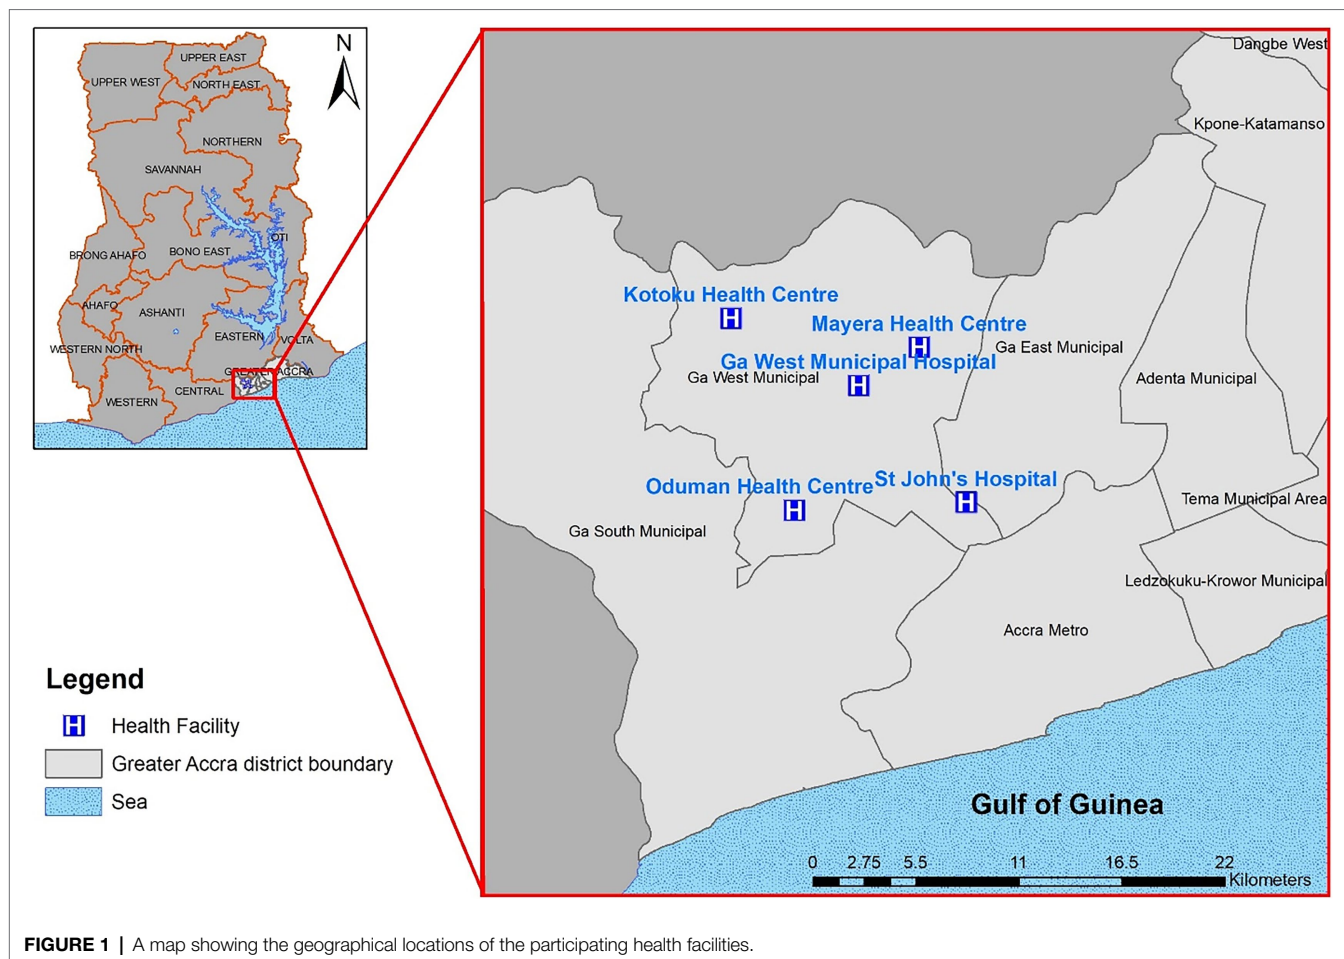 N
UPPER EAST
UPPER WEST
NORTH EAST
NORTHERN
SAVANNAH
OTI
BRONG AHAFO
BONO EAST
AHAFO
ASHANTI
EASTERN
VOLTA
WESTERN NORTH
GREATER ACCRA
CENTRAL
WESTERN
Legend
Health Facility
Greater Accra district boundary
Sea
Dangbe West
Kpone-Katamanso
Kotoku Health Centre
Mayera Health Centre
Ga East Municipal
Ga West Municipal Hospital
Ga West Municipal
Adenta Municipal
St John's Hospital
Oduman Health Centre
Tema Municipal Area
Ga South Municipal
Ledzokuku-Krowor Municipal
Accra Metro
Gulf of Guinea
0 2.75 5.5 11 16.5 22
Kilometers
FIGURE 1 | A map showing the geographical locations of the participating health facilities.